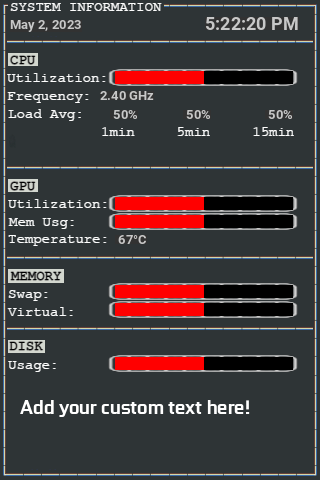 SYSTEM INFORMATION
May 2, 2023 5:22:20 PM
CPU
Utilization:
Frequency: 2.40 GHz
Load Avg: 50% 50% 50%
1min 5min 15min
GPU
Utilization:
Mem Usg:
Temperature: 67°C
MEMORY
Swap:
Virtual:
DISK
Usage:
Add your custom text here!